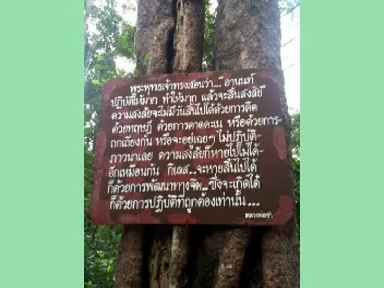 พระพุทธเจ้าทรงสอนว่า..."อานนท์
ปฏิบัติให้มาก ทำให้มาก แล้วจะสิ้นสงสัย"
ความสงสัยจะไม่มีวันสิ้นไปได้ด้วยการคิด
ด้วยทฤษฎี ด้วยการคาดคะเน หรือด้วยการ-
ถกเถียงกัน หรือจะอยู่เฉยๆ ไม่ปฏิบัติ-
ภาวนาเลย ความสงสัยก็หายไปไม่ได้-
อีกเหมือนกัน กิเลส..จะหายสิ้นไปได้
ก็ด้วยการพัฒนาทางจิต..ซึ่งจะเกิดได้
ก็ด้วยการปฏิบัติที่ถูกต้องเท่านั้น...